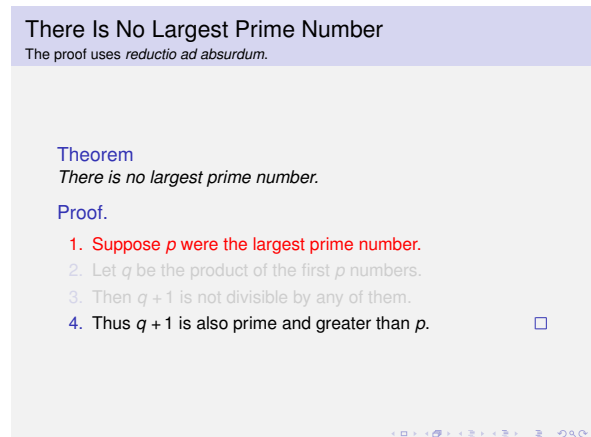 There Is No Largest Prime Number
The proof uses reductio ad absurdum.
Theorem
There is no largest prime number.
Proof.
1. Suppose p were the largest prime number.
2. Let q be the product of the first p numbers.
3. Then q + 1 is not divisible by any of them.
4. Thus q + 1 is also prime and greater than p. □